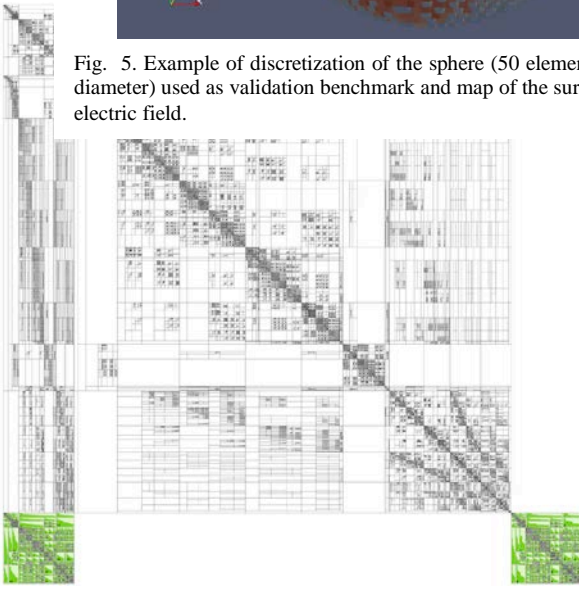 Fig. 5. Example of discretization of the sphere (50 elemen
diameter) used as validation benchmark and map of the sur
electric field.